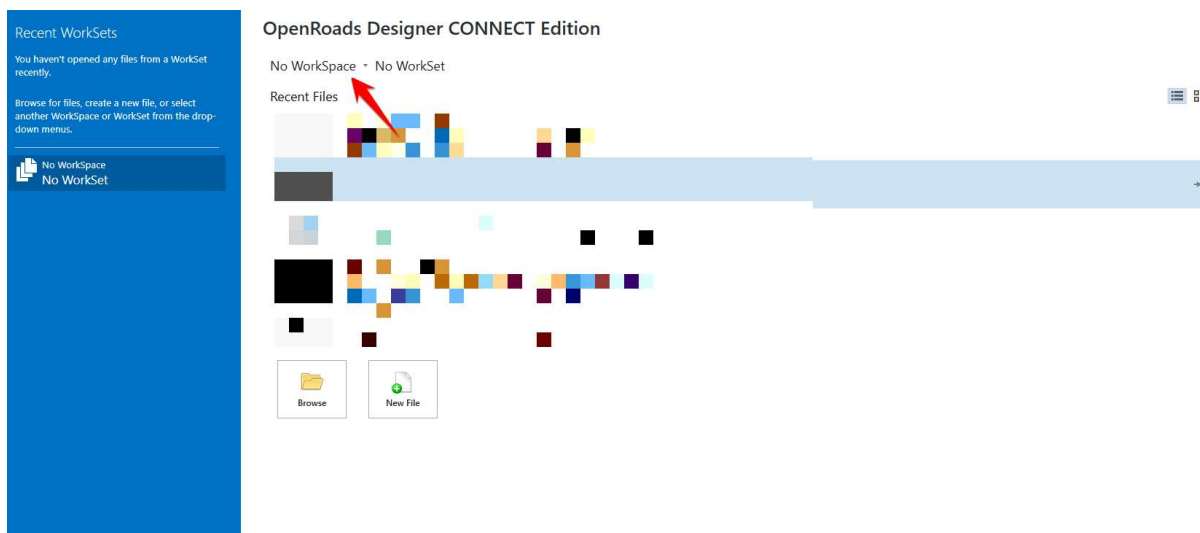 Recent WorkSets
You haven't opened any files from a WorkSet
recently.
Browse for files, create a new file, or select
another WorkSpace or WorkSet from the drop-
down menus.
No WorkSpace
No WorkSet
OpenRoads Designer CONNECT Edition
No WorkSpace No WorkSet
Recent Files
Browse
New File